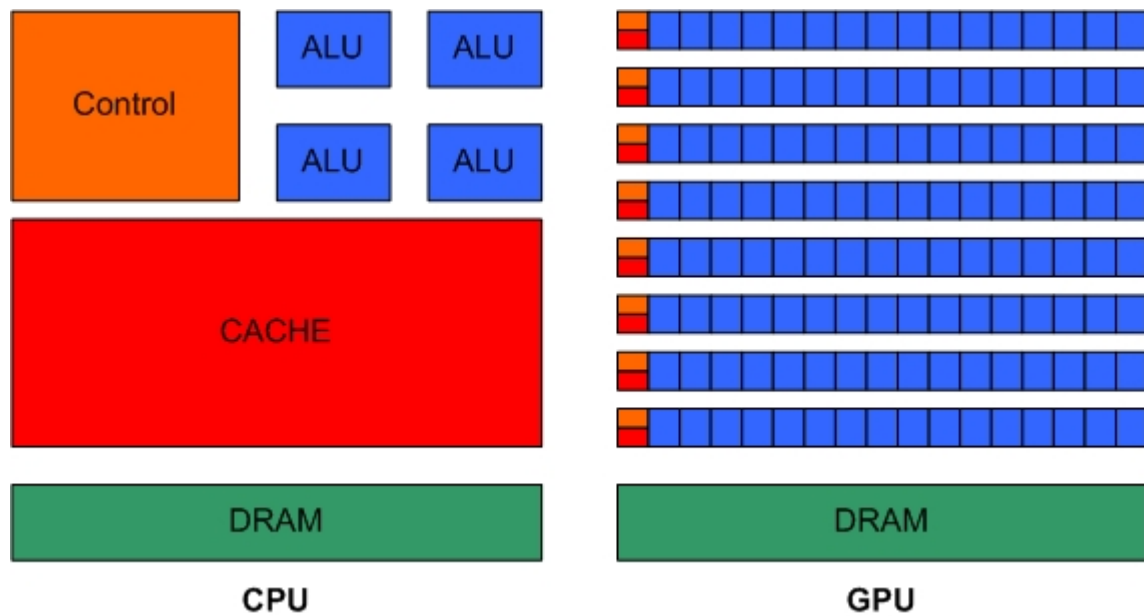 Control
ALU ALU
ALU ALU
CACHE
DRAM
CPU
DRAM
GPU